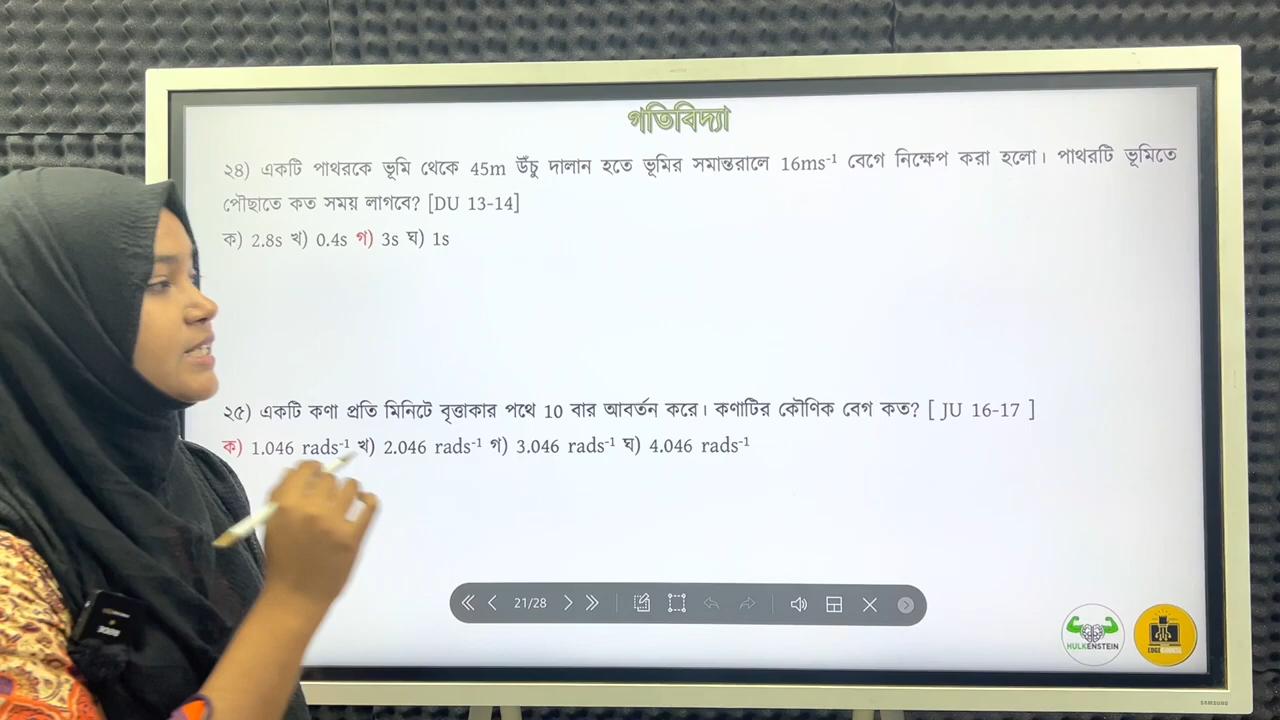 গতিবিদ্যা
২৪) একটি পাথরকে ভূমি থেকে 45m উঁচু দালান হতে ভূমির সমান্তরালে 16ms⁻¹ বেগে নিক্ষেপ করা হলো। পাথরটি ভূমিতে
পৌছাতে কত সময় লাগবে? [DU 13-14]
ক) 2.8s খ) 0.4s গ) 3s ঘ) 1s
২৫) একটি কণা প্রতি মিনিটে বৃত্তাকার পথে 10 বার আবর্তন করে। কণাটির কৌণিক বেগ কত? [ JU 16-17 ]
ক) 1.046 rads⁻¹ খ) 2.046 rads⁻¹ গ) 3.046 rads⁻¹ ঘ) 4.046 rads⁻¹
21/28
HULKENSTEIN
SAMSUNG